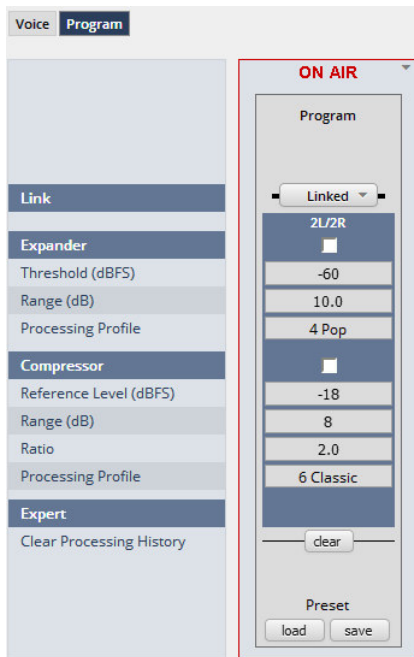 Voice Program
ON AIR
Program
Link Linked
2L/2R
Expander
Threshold (dBFS) -60
Range (dB) 10.0
Processing Profile 4 Pop
Compressor
Reference Level (dBFS) -18
Range (dB) 8
Ratio 2.0
Processing Profile 6 Classic
Expert
Clear Processing History clear
Preset
load save